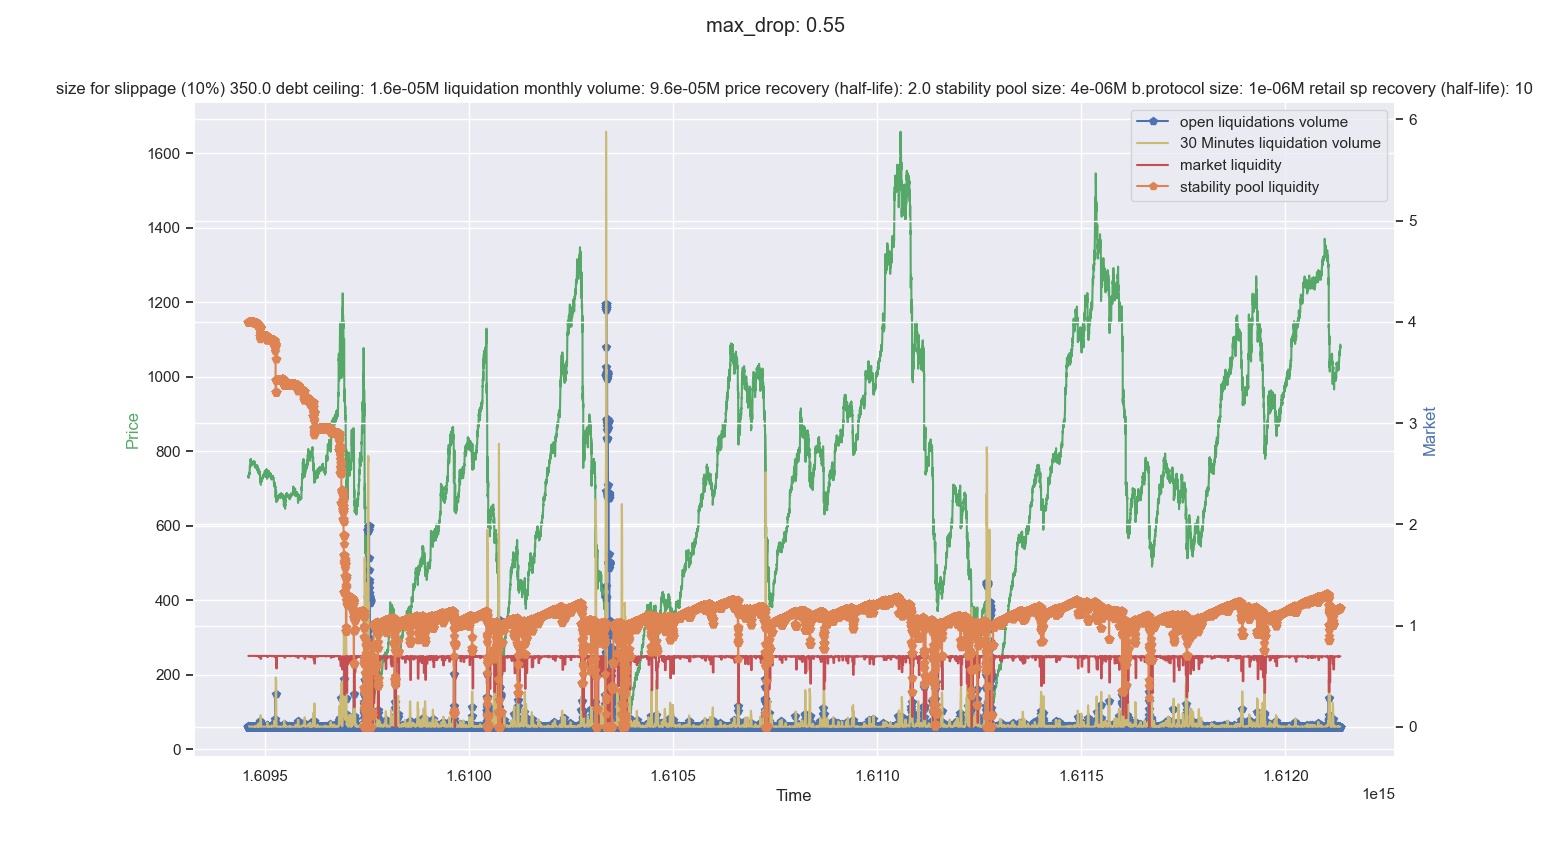 max_drop: 0.55
size for slippage (10%) 350.0 debt ceiling: 1.6e-05M liquidation monthly volume: 9.6e-05M price recovery (half-life): 2.0 stability pool size: 4e-06M b.protocol size: 1e-06M retail sp recovery (half-life): 10
open liquidations volume
30 Minutes liquidation volume
market liquidity
stability pool liquidity
1600
1400
1200
1000
800
600
400
200
0
Price
6
5
4
3
2
1
0
Market
1.6095
1.6100
1.6105
1.6110
1.6115
1.6120
1e15
Time